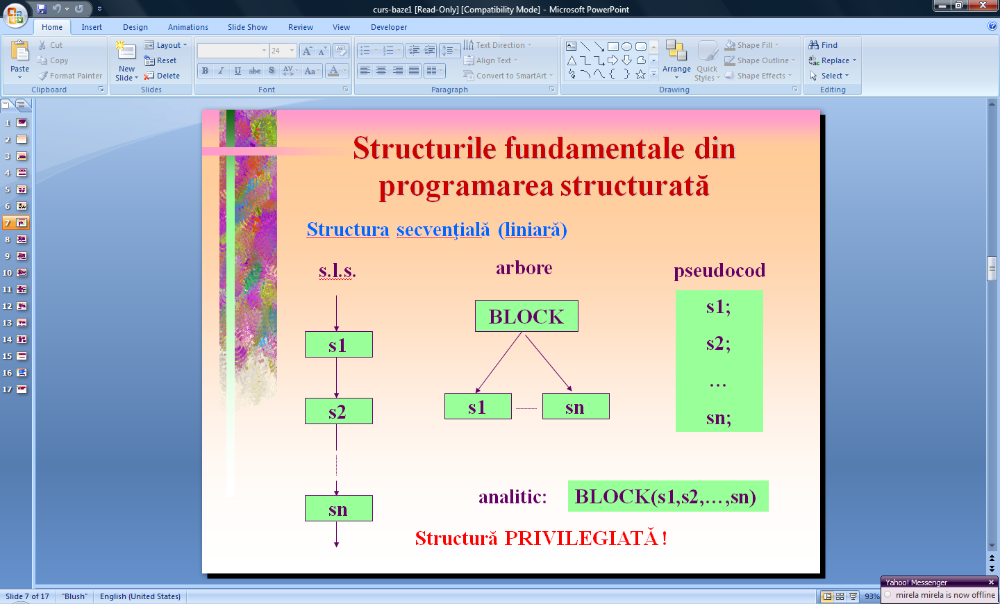 curs-baze1 [Read-Only] [Compatibility Mode] - Microsoft PowerPoint
Home Insert Design Animations Slide Show Review View Developer
Paste
Cut
Copy
Format Painter
Clipboard
New Slide
Layout
Reset
Delete
Slides
24
B I U abc S AV Aa A
Font
Text Direction
Align Text
Convert to SmartArt
Paragraph
Arrange
Quick Styles
Shape Fill
Shape Outline
Shape Effects
Drawing
Find
Replace
Select
Editing
1
2
3
4
5
6
7
8
9
10
11
12
13
14
15
16
17
Structurile fundamentale din
programarea structurată
Structura secvenţială (liniară)
s.l.s.
s1
s2
sn
arbore
BLOCK
s1 sn
pseudocod
s1;
s2;
...
sn;
analitic: BLOCK(s1,s2,...,sn)
Structură PRIVILEGIATĂ !
Slide 7 of 17 "Blush" English (United States) 93%
Yahoo! Messenger
mirela mirela is now offline